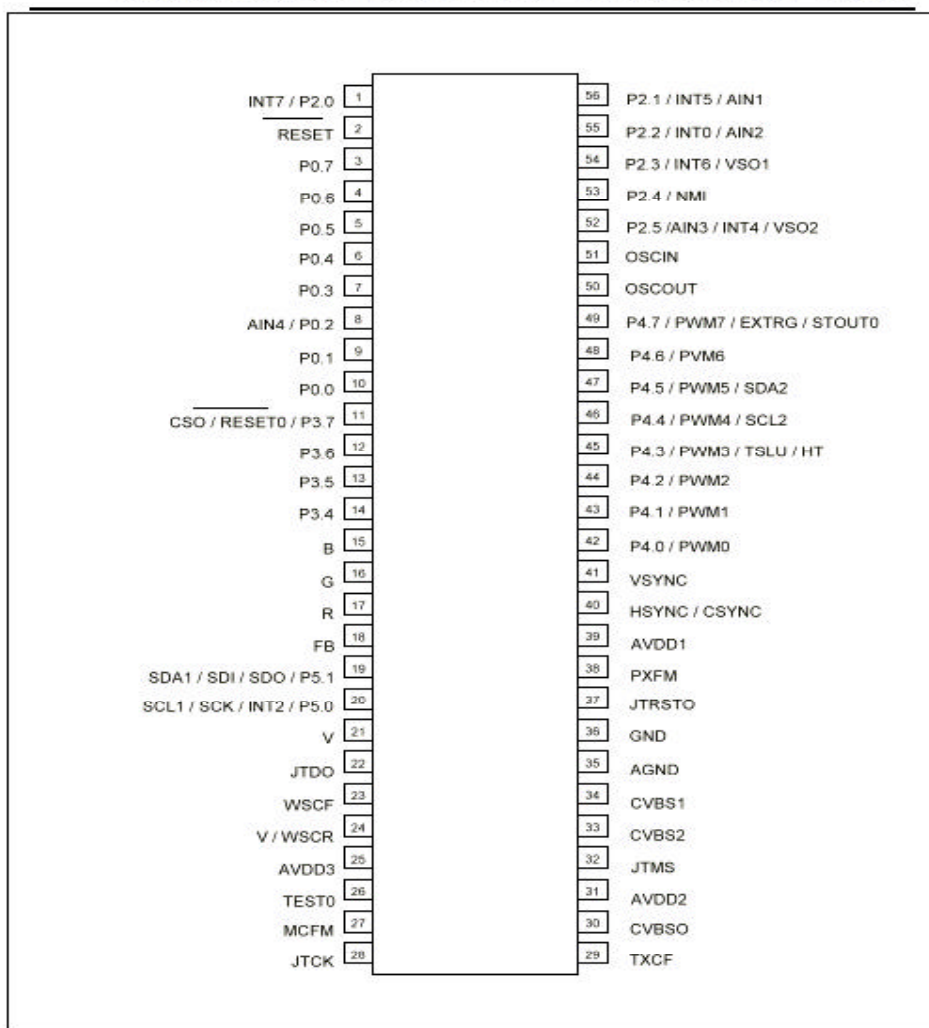 INT7 / P2.0 1
RESET 2
P0.7 3
P0.6 4
P0.5 5
P0.4 6
P0.3 7
AIN4 / P0.2 8
P0.1 9
P0.0 10
CSO / RESET0 / P3.7 11
P3.6 12
P3.5 13
P3.4 14
B 15
G 16
R 17
FB 18
SDA1 / SDI / SDO / P5.1 19
SCL1 / SCK / INT2 / P5.0 20
V 21
JTDO 22
WSCF 23
V / WSCR 24
AVDD3 25
TEST0 26
MCFM 27
JTCK 28
56 P2.1 / INT5 / AIN1
55 P2.2 / INT0 / AIN2
54 P2.3 / INT6 / VSO1
53 P2.4 / NMI
52 P2.5 /AIN3 / INT4 / VSO2
51 OSCIN
50 OSCOUT
49 P4.7 / PWM7 / EXTRG / STOUT0
48 P4.6 / PVM6
47 P4.5 / PWM5 / SDA2
46 P4.4 / PWM4 / SCL2
45 P4.3 / PWM3 / TSLU / HT
44 P4.2 / PWM2
43 P4.1 / PWM1
42 P4.0 / PWM0
41 VSYNC
40 HSYNC / CSYNC
39 AVDD1
38 PXFM
37 JTRSTO
36 GND
35 AGND
34 CVBS1
33 CVBS2
32 JTMS
31 AVDD2
30 CVBSO
29 TXCF